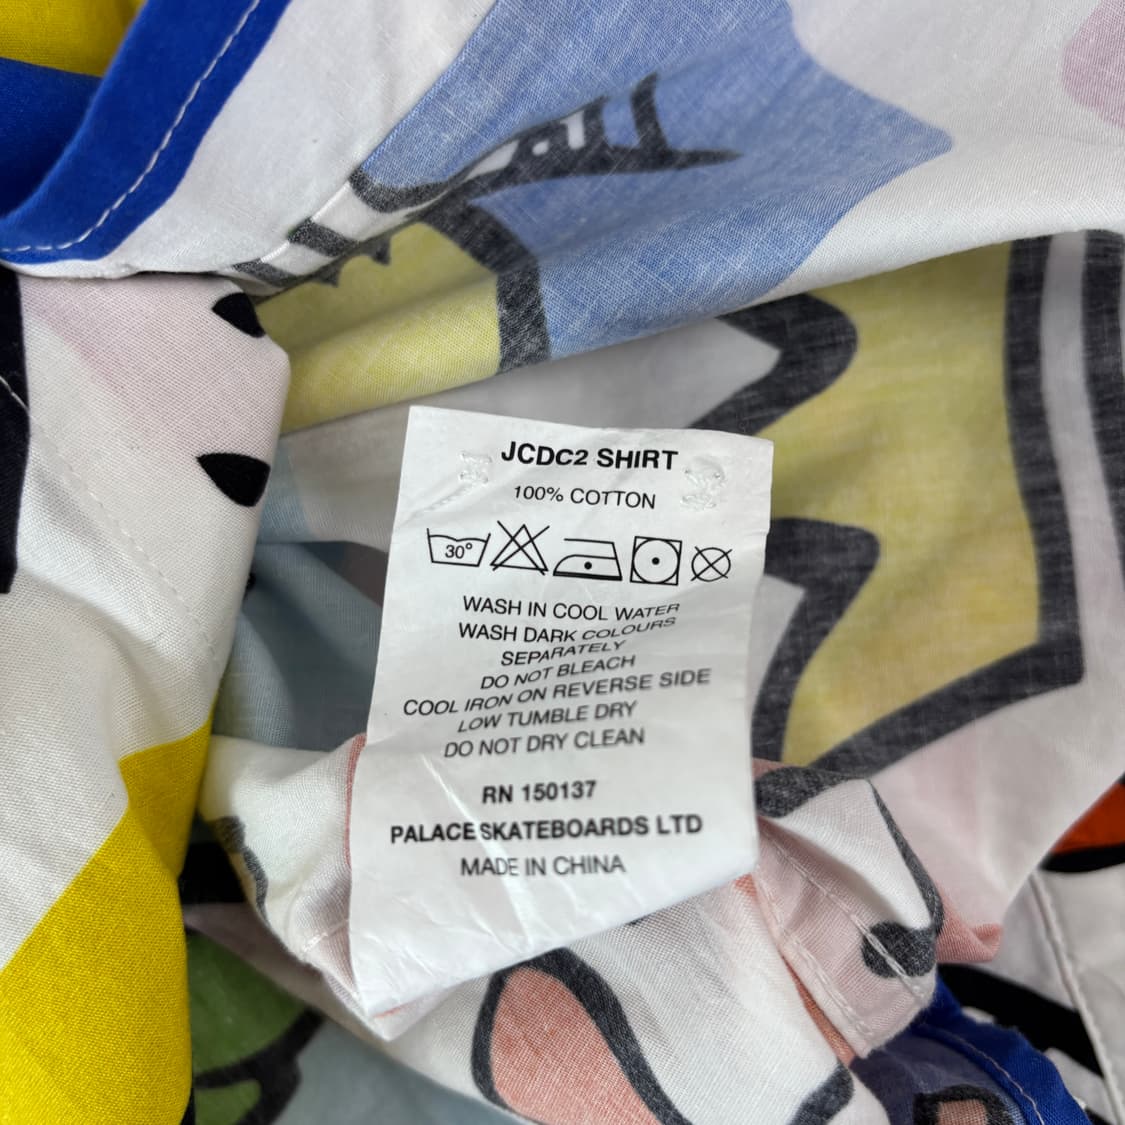 JCDC2 SHIRT
100% COTTON
30°
WASH IN COOL WATER
WASH DARK COLOURS
SEPARATELY
DO NOT BLEACH
COOL IRON ON REVERSE SIDE
LOW TUMBLE DRY
DO NOT DRY CLEAN
RN 150137
PALACE SKATEBOARDS LTD
MADE IN CHINA